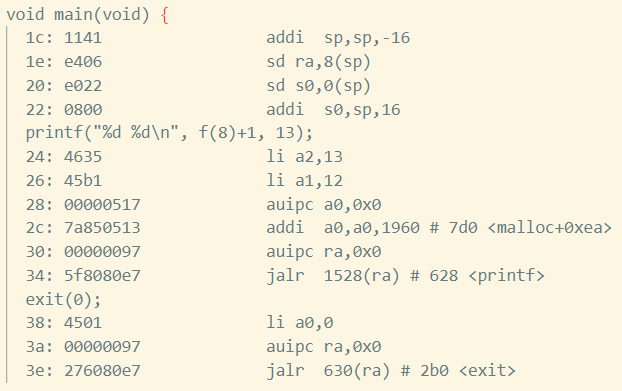 void main(void) {
1c: 1141 addi sp,sp,-16
1e: e406 sd ra,8(sp)
20: e022 sd s0,0(sp)
22: 0800 addi s0,sp,16
printf("%d %d\n", f(8)+1, 13);
24: 4635 li a2,13
26: 45b1 li a1,12
28: 00000517 auipc a0,0x0
2c: 7a850513 addi a0,a0,1960 # 7d0 <malloc+0xea>
30: 00000097 auipc ra,0x0
34: 5f8080e7 jalr 1528(ra) # 628 <printf>
exit(0);
38: 4501 li a0,0
3a: 00000097 auipc ra,0x0
3e: 276080e7 jalr 630(ra) # 2b0 <exit>